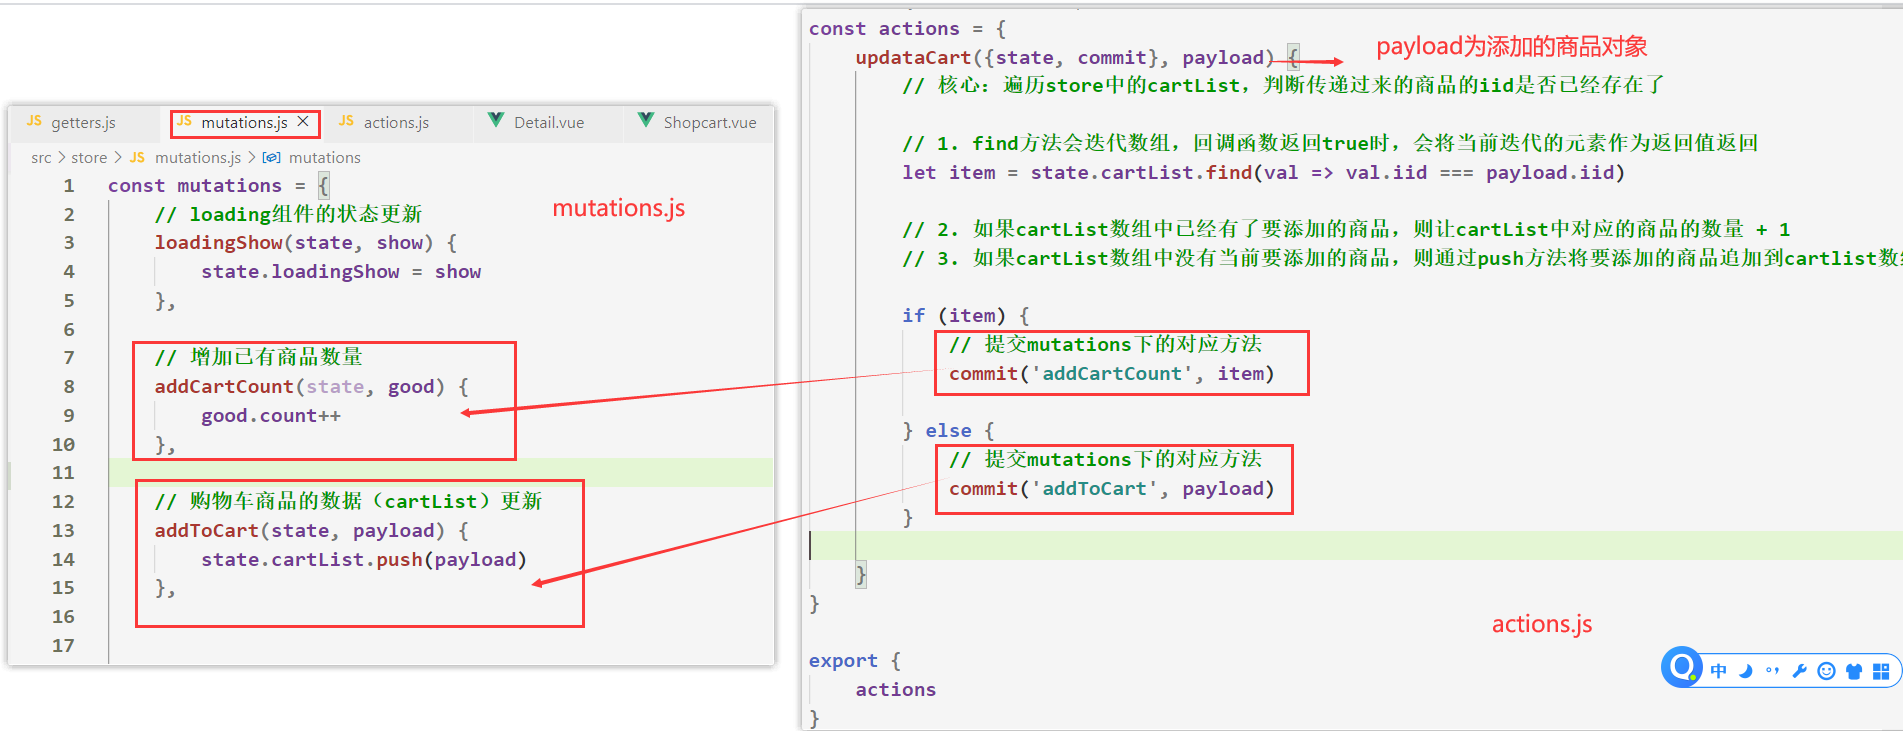 getters.js
mutations.js ×
actions.js
Detail.vue
Shopcart.vue
src > store > JS mutations.js > mutations
1 const mutations = {
2 // loading组件的状态更新
3 loadingShow(state, show) {
4 state.loadingShow = show
5 },
6
7 // 增加已有商品数量
8 addCartCount(state, good) {
9 good.count++
10 },
11
12 // 购物车商品的数据（cartList）更新
13 addToCart(state, payload) {
14 state.cartList.push(payload)
15 },
16
17
mutations.js
const actions = {
updataCart({state, commit}, payload) {
payload为添加的商品对象
// 核心：遍历store中的cartList，判断传递过来的商品的iid是否已经存在了
// 1. find方法会迭代数组，回调函数返回true时，会将当前迭代的元素作为返回值返回
let item = state.cartList.find(val => val.iid === payload.iid)
// 2. 如果cartList数组中已经有了要添加的商品，则让cartList中对应的商品的数量 + 1
// 3. 如果cartList数组中没有当前要添加的商品，则通过push方法将要添加的商品追加到cartlist数组
if (item) {
// 提交mutations下的对应方法
commit('addCartCount', item)
} else {
// 提交mutations下的对应方法
commit('addToCart', payload)
}
}
}
actions.js
export {
actions
}
中